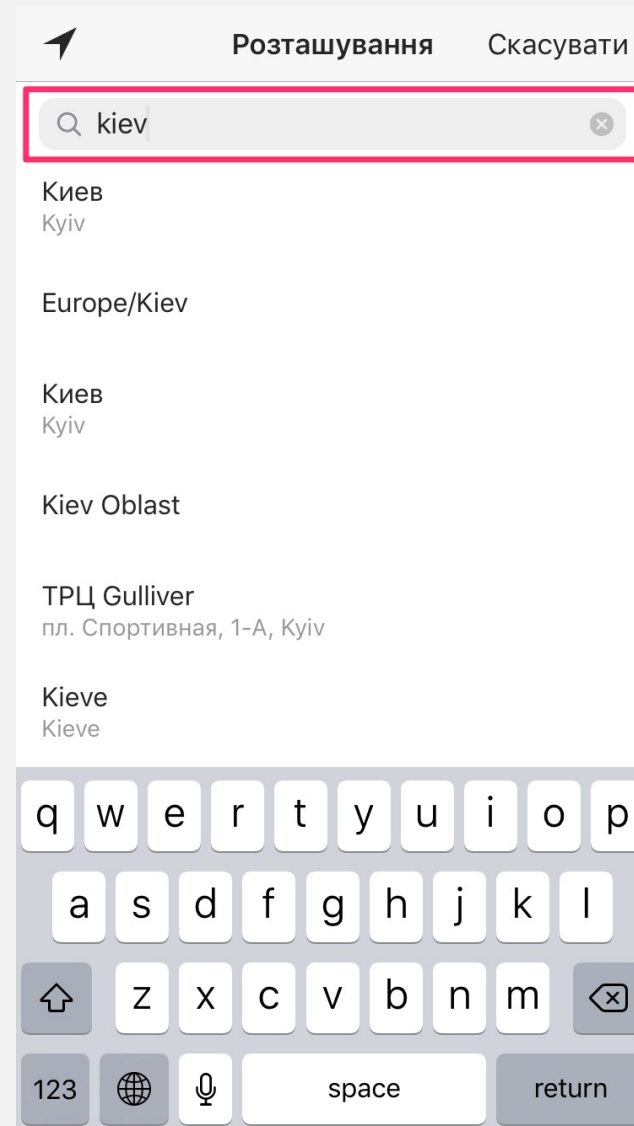 Розташування Скасувати
kiev
Киев
Kyiv
Europe/Kiev
Киев
Kyiv
Kiev Oblast
ТРЦ Gulliver
пл. Спортивная, 1-А, Kyiv
Kieve
Kieve
q w e r t y u i o p
a s d f g h j k l
z x c v b n m
123 space return